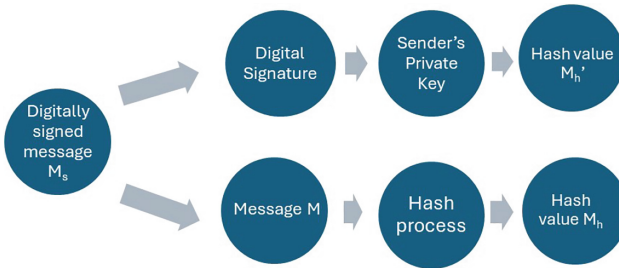 Digitally
signed
message
Mₛ
Digital
Signature
Sender's
Private
Key
Hash value
Mₕ'
Message M
Hash
process
Hash
value Mₕ